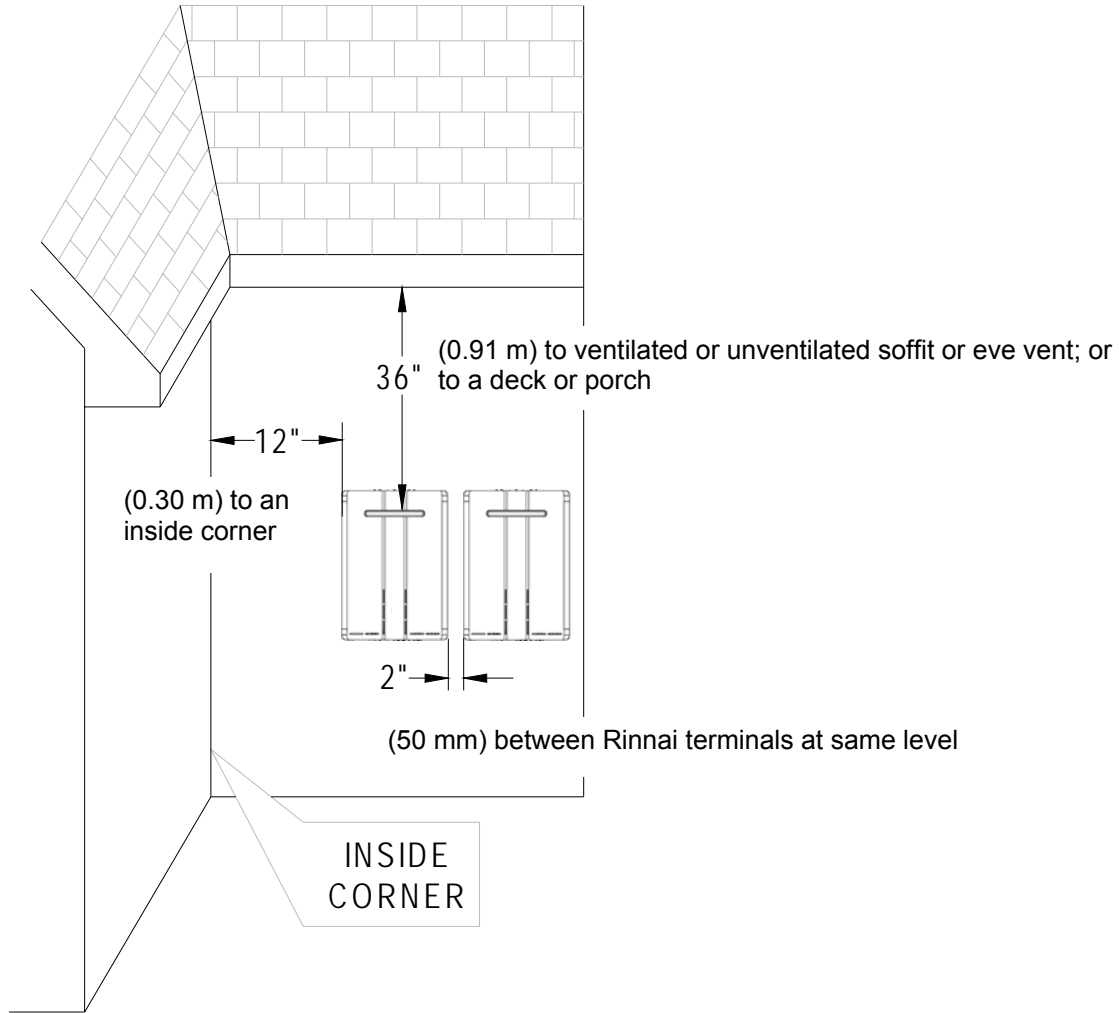 (0.91 m) to ventilated or unventilated soffit or eve vent; or
36" to a deck or porch
12"
(0.30 m) to an
inside corner
2"
(50 mm) between Rinnai terminals at same level
INSIDE
CORNER